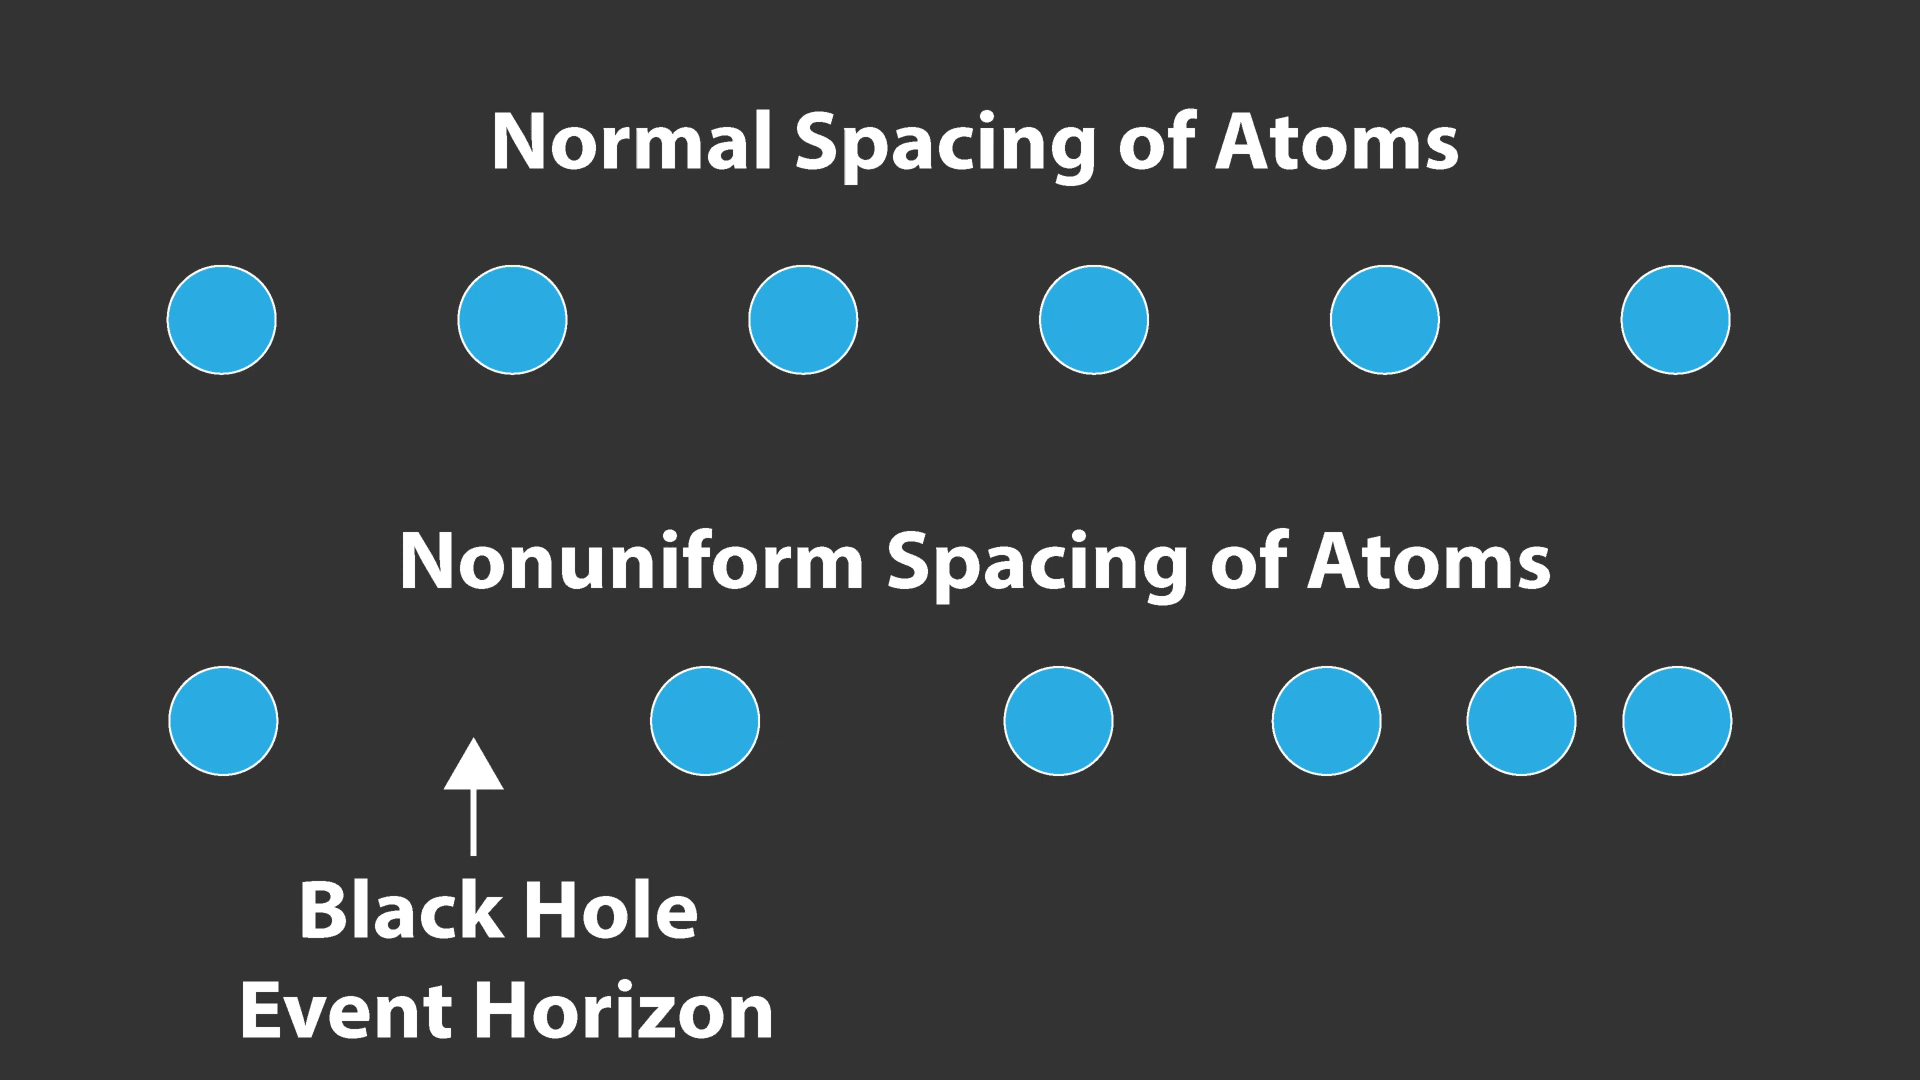 Normal Spacing of Atoms
Nonuniform Spacing of Atoms
Black Hole
Event Horizon